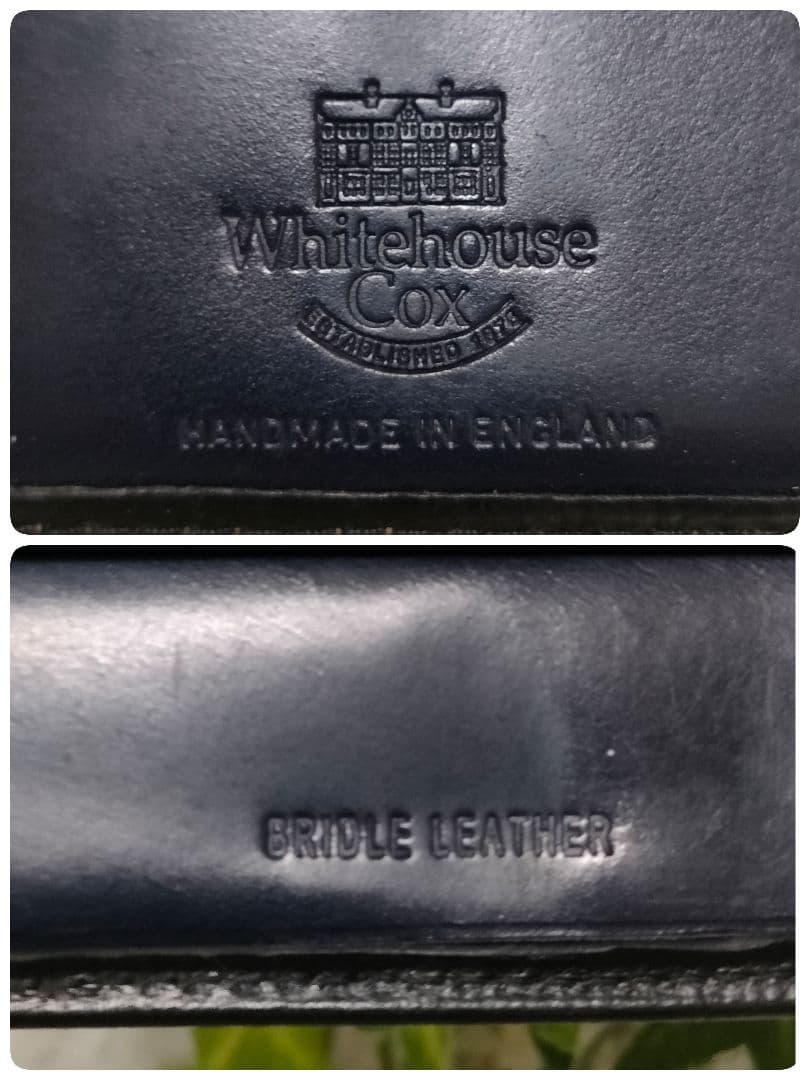 Whitehouse
Cox
ESTABLISHED 1875
HANDMADE IN ENGLAND
BRIDLE LEATHER